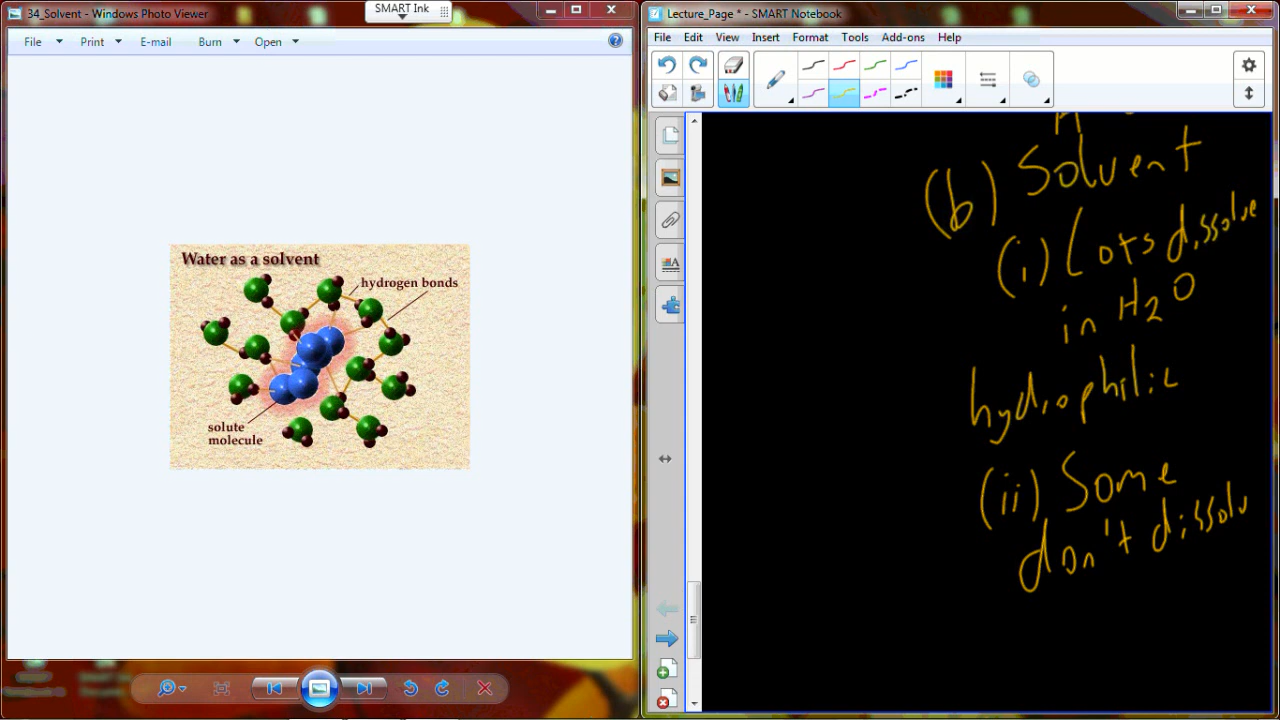 34_Solvent - Windows Photo Viewer
SMART Ink
File Print E-mail Burn Open
Water as a solvent
hydrogen bonds
solute
molecule
Lecture_Page * - SMART Notebook
File Edit View Insert Format Tools Add-ons Help
(b) Solvent
(i) Lots dissolve
in H2O
hydrophilic
(ii) Some
don't dissolv